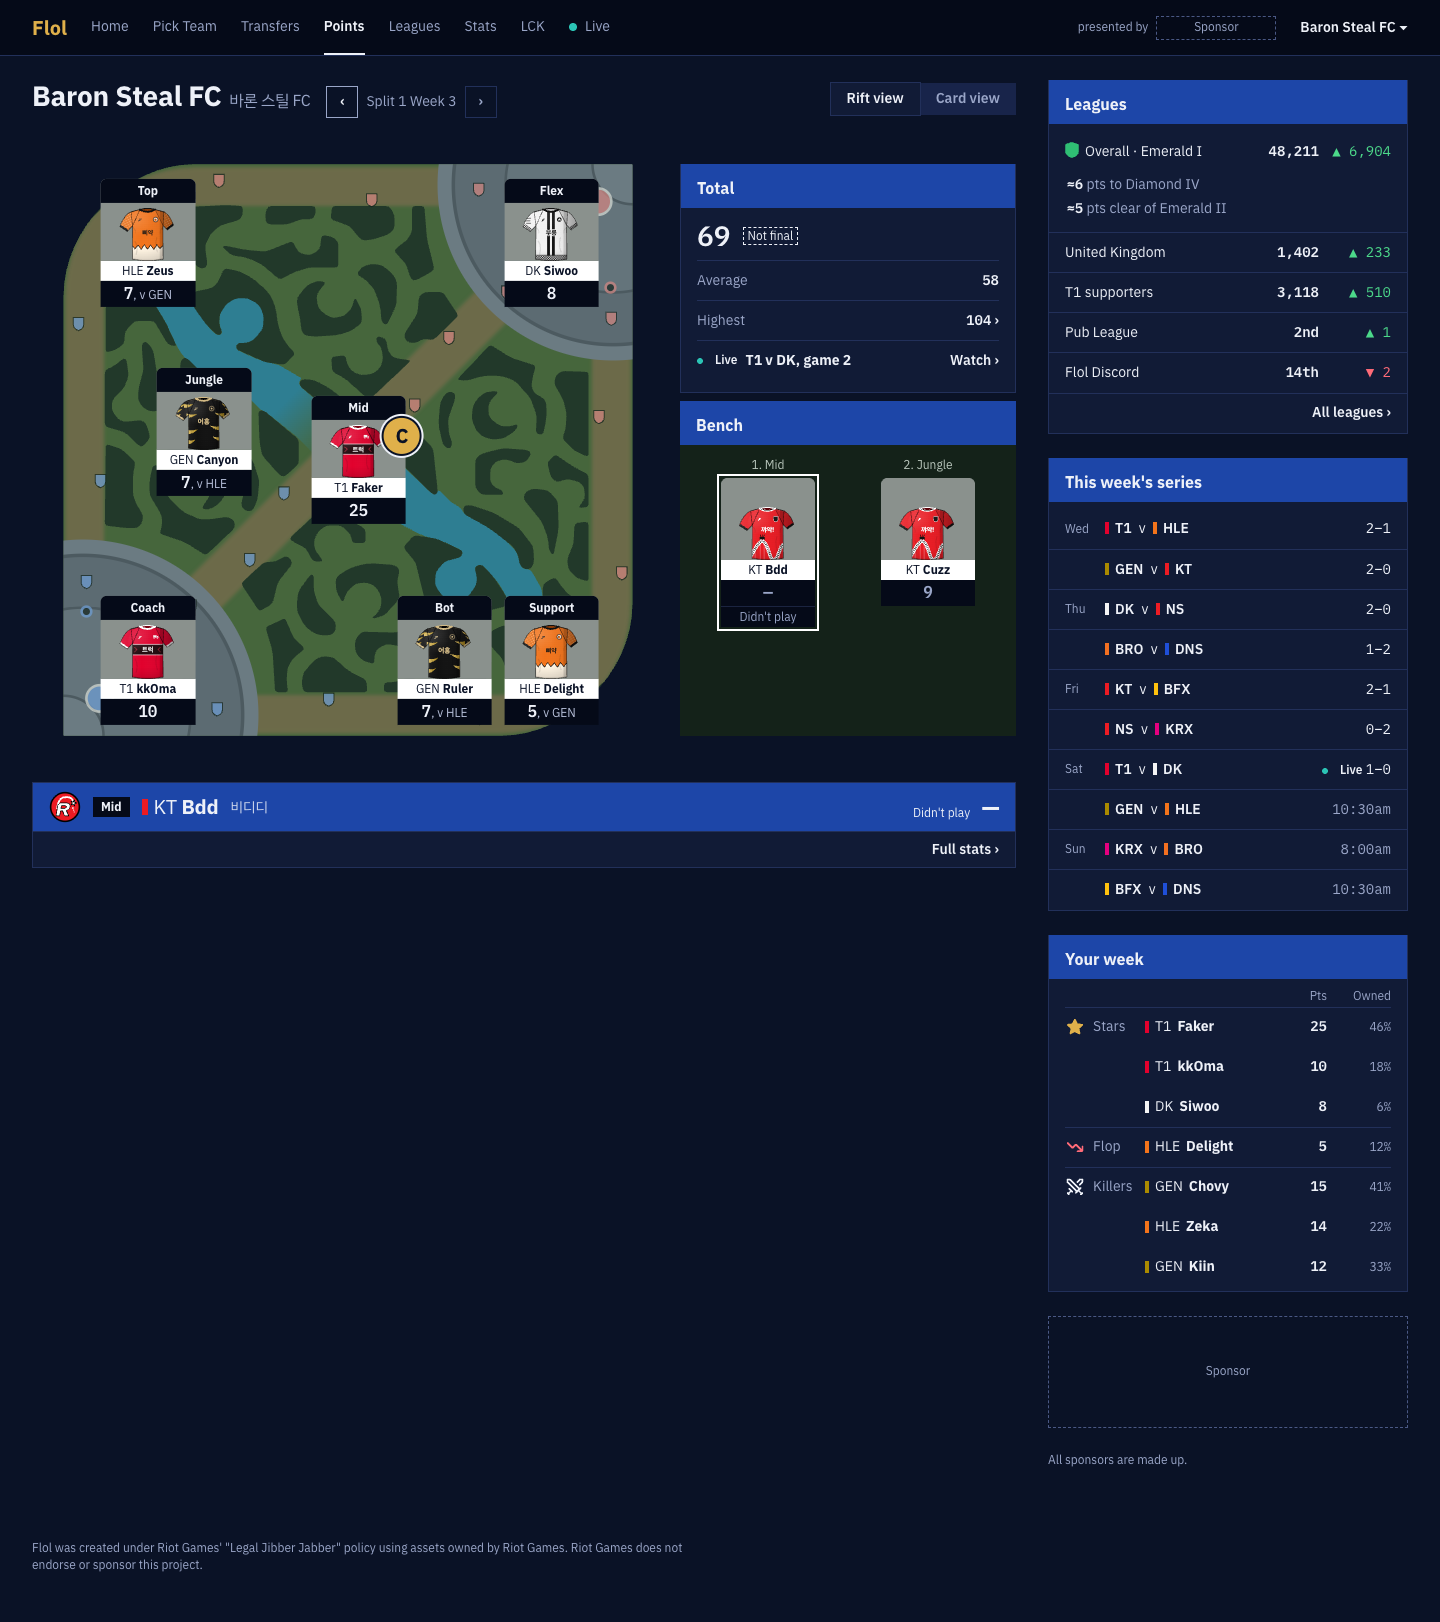 Flol Home Pick Team Transfers Points Leagues Stats LCK Live presented by Sponsor Baron Steal FC
Baron Steal FC 바론 스틸 FC ‹ Split 1 Week 3 › Rift view Card view
Top
HLE Zeus
7, v GEN
Flex
DK Siwoo
8
Jungle
어흥
GEN Canyon
7, v HLE
Mid
C
트럭
T1 Faker
25
Coach
트럭
T1 kkOma
10
Bot
어흥
GEN Ruler
7, v HLE
Support
HLE Delight
5, v GEN
Total
69 Not final
Average 58
Highest 104 ›
Live T1 v DK, game 2 Watch ›
Bench
1. Mid
까악!
KT Bdd
–
Didn't play
2. Jungle
까악!
KT Cuzz
9
R Mid KT Bdd 비디디 Didn't play –
Full stats ›
Leagues
Overall · Emerald I 48,211 ▲ 6,904
≈6 pts to Diamond IV
≈5 pts clear of Emerald II
United Kingdom 1,402 ▲ 233
T1 supporters 3,118 ▲ 510
Pub League 2nd ▲ 1
Flol Discord 14th ▼ 2
All leagues ›
This week's series
Wed T1 v HLE 2–1
GEN v KT 2–0
Thu DK v NS 2–0
BRO v DNS 1–2
Fri KT v BFX 2–1
NS v KRX 0–2
Sat T1 v DK Live 1–0
GEN v HLE 10:30am
Sun KRX v BRO 8:00am
BFX v DNS 10:30am
Your week
Pts Owned
Stars T1 Faker 25 46%
T1 kkOma 10 18%
DK Siwoo 8 6%
Flop HLE Delight 5 12%
Killers GEN Chovy 15 41%
HLE Zeka 14 22%
GEN Kiin 12 33%
Sponsor
All sponsors are made up.
Flol was created under Riot Games' "Legal Jibber Jabber" policy using assets owned by Riot Games. Riot Games does not
endorse or sponsor this project.